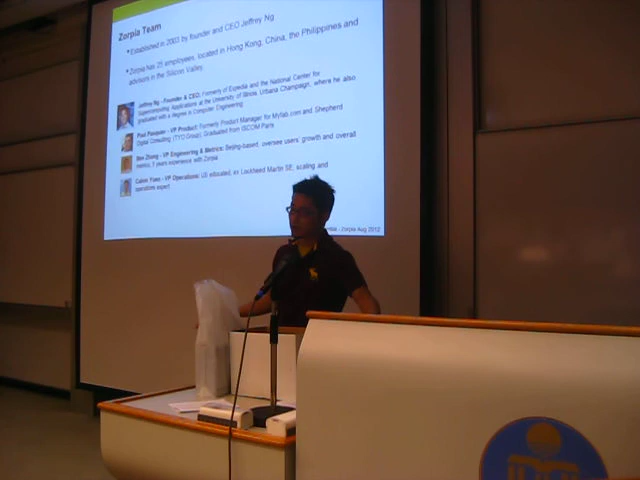 Zorpia Team
•Established in 2003 by founder and CEO Jeffrey Ng
•Zorpia has 25 employees, located in Hong Kong, China, the Philippines and
advisors in the Silicon Valley.
Jeffrey Ng - Founder & CEO: Formerly of Expedia and the National Center for
Supercomputing Applications at the University of Illinois, Urbana Champaign, where he also
graduated with a degree in Computer Engineering
Paul Pasquier - VP Product: Formerly Product Manager for Myfab.com and Shepherd
Digital Consulting (TYO Group). Graduated from ISCOM Paris
Zhang - VP Engineering & Metrics: Beijing-based, oversee users' growth and overall
metrics, 7 years experience with Zorpia
Calvin - VP Operations: US educated, ex Lockheed Martin SE, scaling and
operations expert
- Zorpia Aug 2012